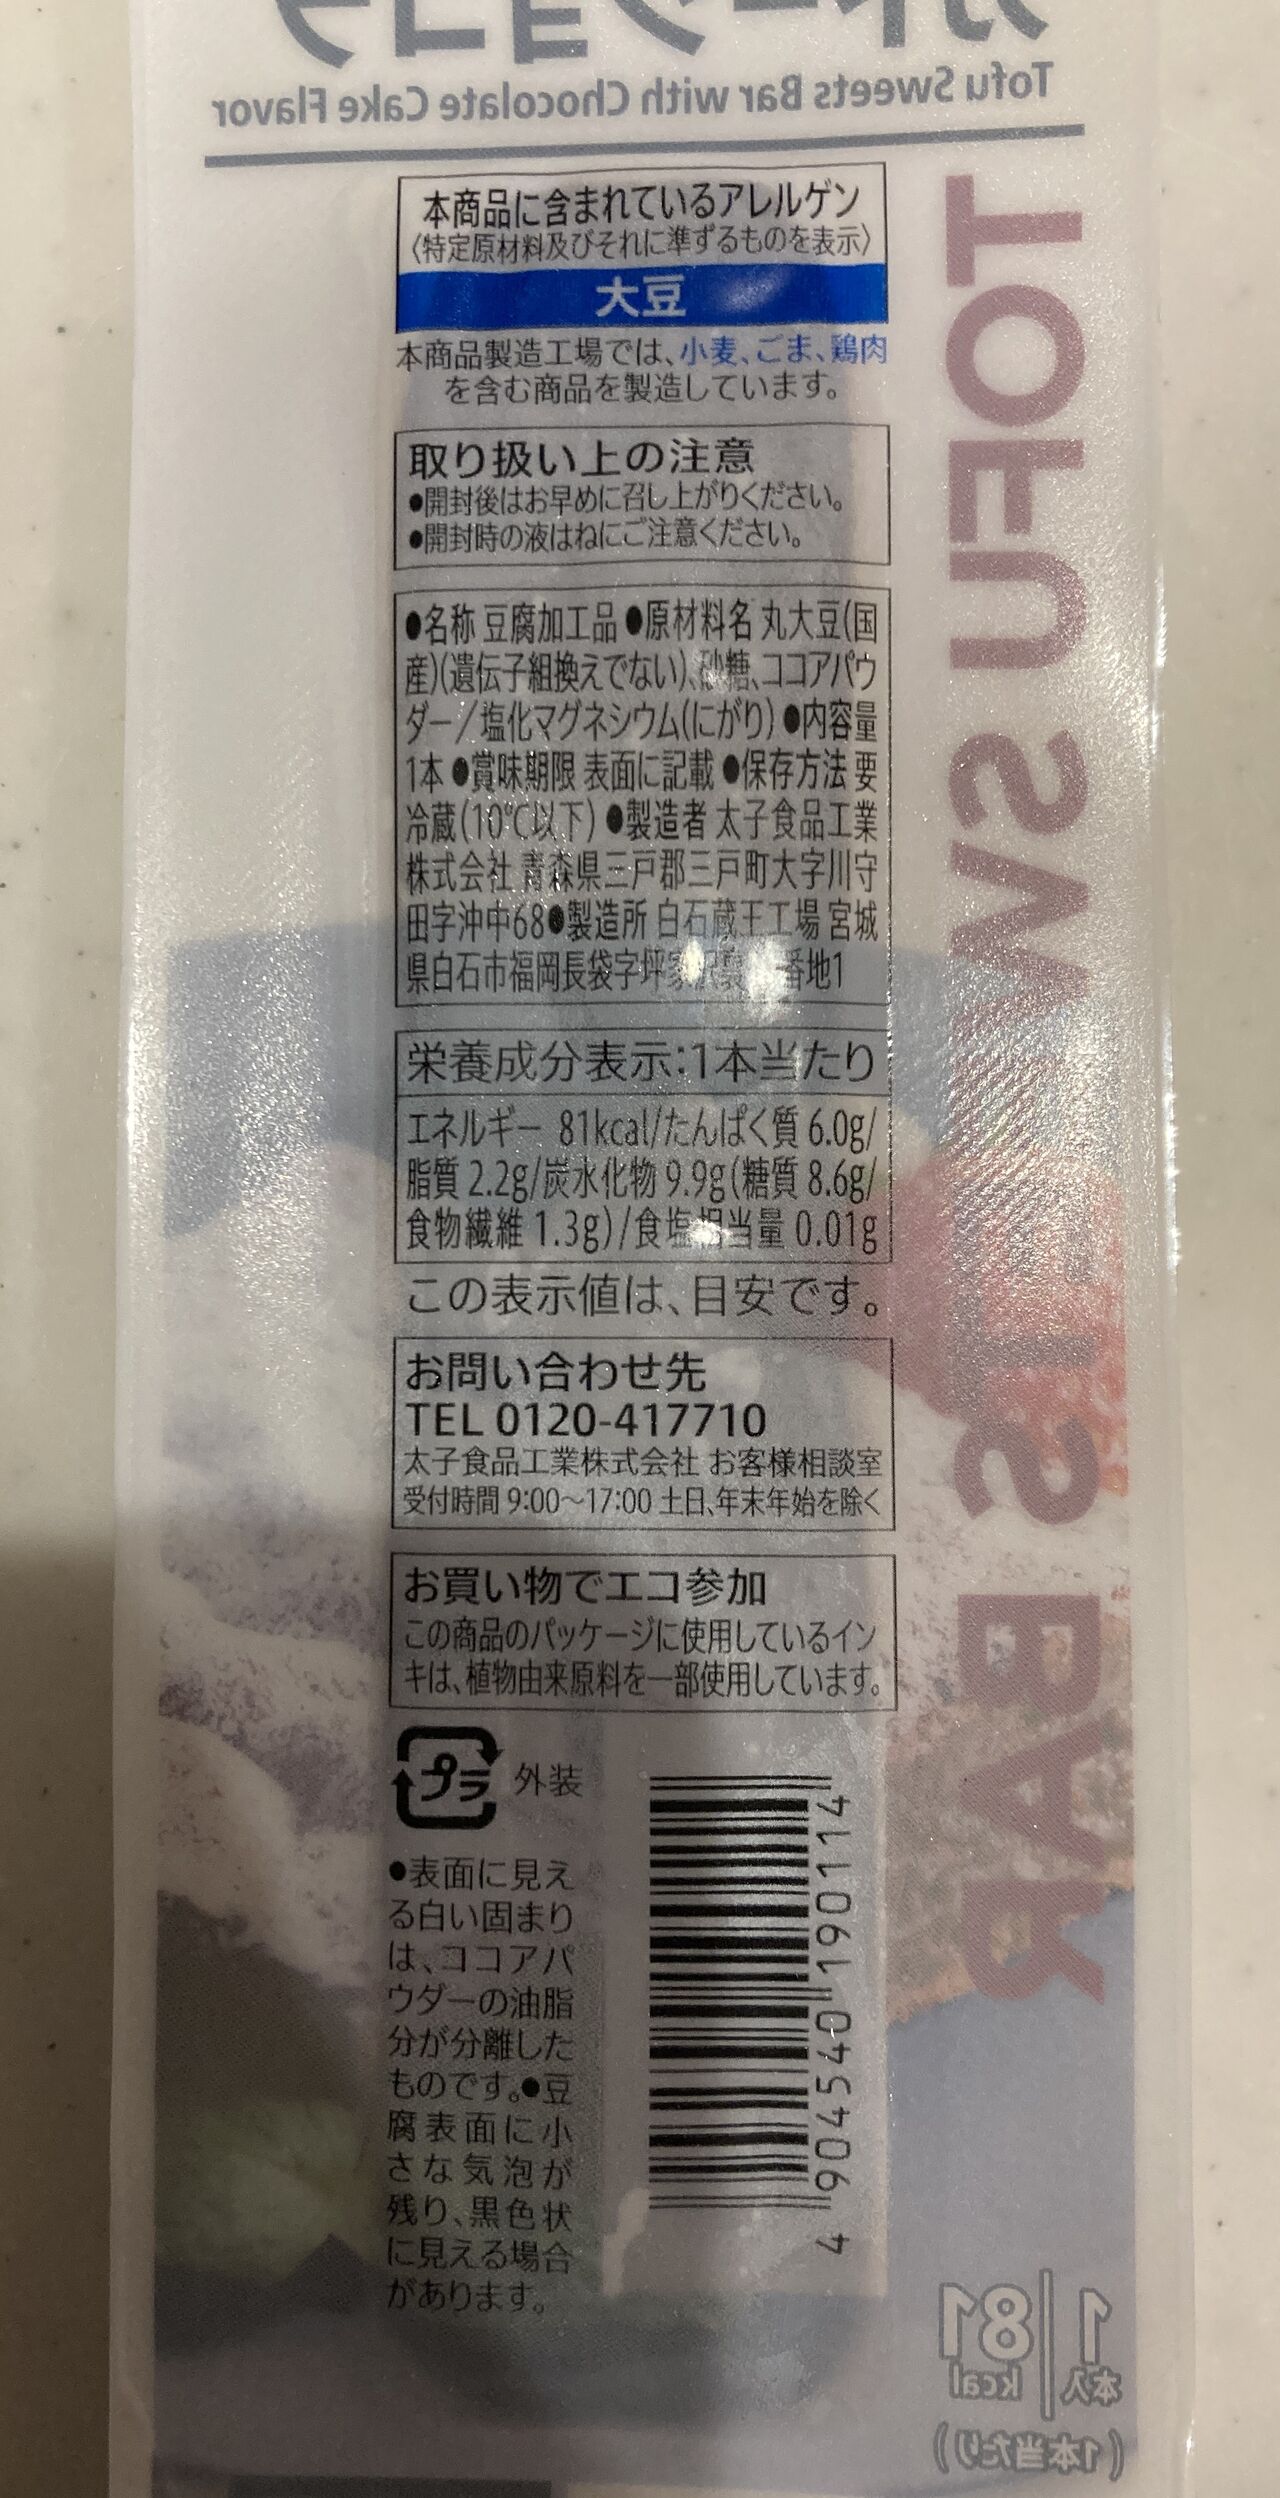 ガトーショコラ
Tofu Sweets Bar with Chocolate Cake Flavor
TOFU SWEETS BAR
本商品に含まれているアレルゲン
〈特定原材料及びそれに準ずるものを表示〉
大豆
本商品製造工場では、小麦、ごま、鶏肉
を含む商品を製造しています。
取り扱い上の注意
●開封後はお早めに召し上がりください。
●開封時の液はねにご注意ください。
●名称 豆腐加工品 ●原材料名 丸大豆(国
産)(遺伝子組換えでない)、砂糖、ココアパウ
ダー/塩化マグネシウム(にがり) ●内容量
1本 ●賞味期限 表面に記載 ●保存方法 要
冷蔵(10℃以下) ●製造者 太子食品工業
株式会社 青森県三戸郡三戸町大字川守
田字沖中68●製造所 白石蔵王工場 宮城
県白石市福岡長袋字坪 番地1
栄養成分表示:1本当たり
エネルギー 81kcal/たんぱく質 6.0g/
脂質 2.2g/炭水化物 9.9g(糖質 8.6g/
食物繊維 1.3g)/食塩相当量 0.01g
この表示値は、目安です。
お問い合わせ先
TEL 0120-417710
太子食品工業株式会社 お客様相談室
受付時間 9:00〜17:00 土日、年末年始を除く
お買い物でエコ参加
この商品のパッケージに使用しているイン
キは、植物由来原料を一部使用しています。
プラ 外装
●表面に見え
る白い固まり
は、ココアパ
ウダーの油脂
分が分離した
ものです。●豆
腐表面に小
さな気泡が
残り、黒色状
に見える場合
があります。
4 904540 190114
1本入 81kcal
(1本当たり)